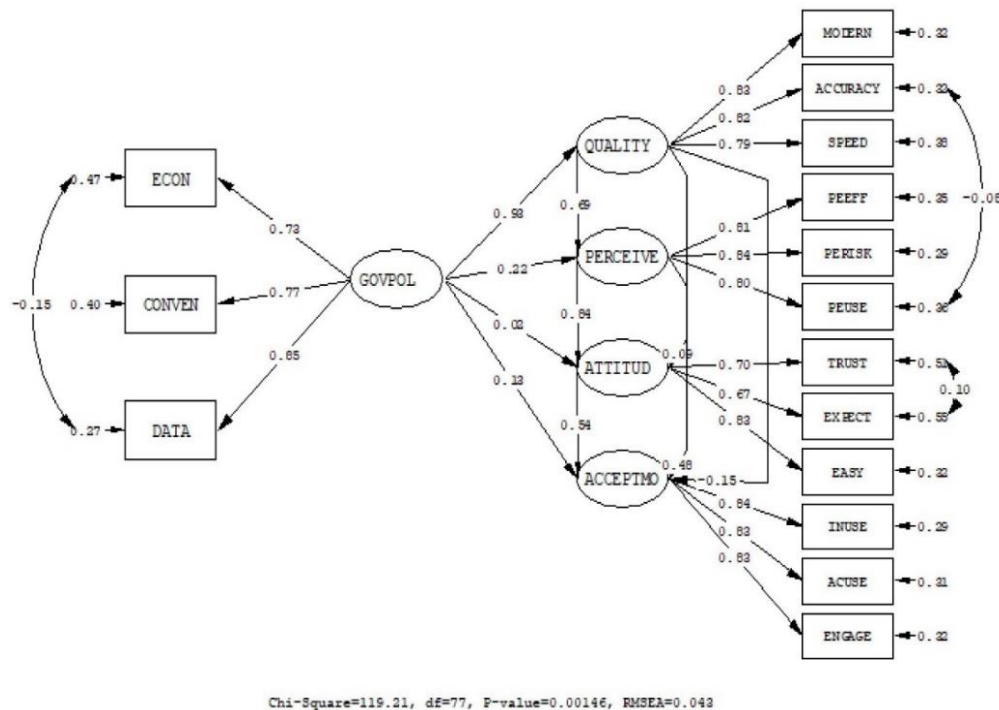 MODERN
0.32
ACCURACY
0.33
0.83
0.82
QUALITY
0.79
SPEED
0.38
0.47
ECON
0.69
PEEFF
0.35
-0.08
0.93
0.81
0.73
PERCEIVE
0.84
PERISK
0.29
GOVPOL
0.22
0.80
-0.15
0.40
CONVEN
0.77
PEUSE
0.36
0.02
0.84
0.09
0.70
TRUST
0.85
ATTITUD
0.10
0.13
0.67
EXPECT
0.55
0.27
DATA
0.83
0.54
EASY
0.32
0.48
ACCEPTMO
-0.15
0.84
INUSE
0.29
0.83
0.83
ACUSE
0.31
ENGAGE
0.32
Chi-Square=119.21, df=77, P-value=0.00146, RMSEA=0.043